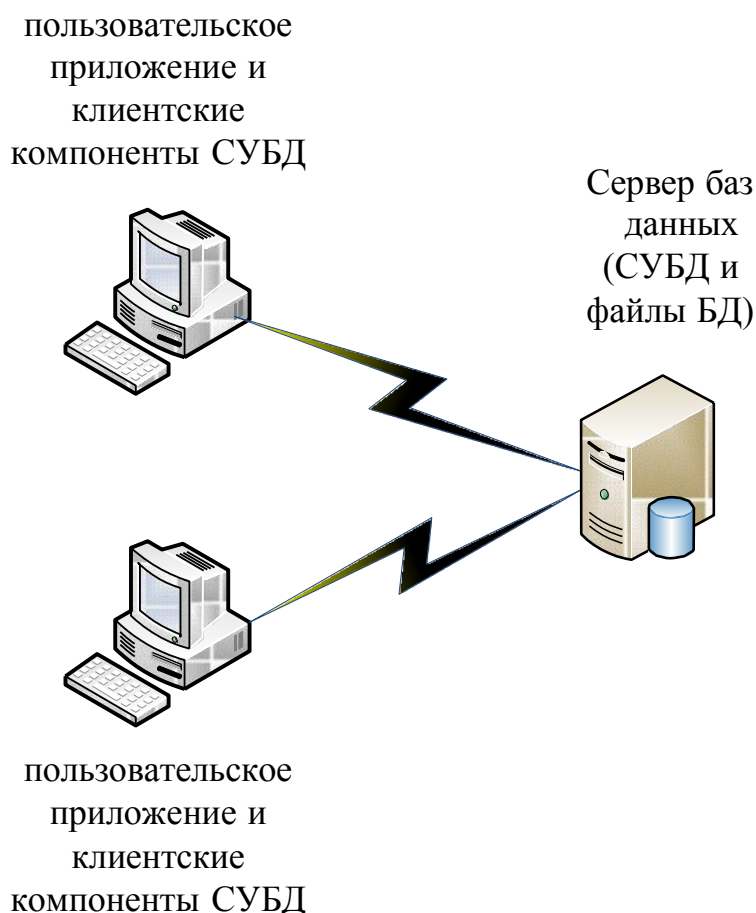 пользовательское
приложение и
клиентские
компоненты СУБД
Сервер баз
данных
(СУБД и
файлы БД)
пользовательское
приложение и
клиентские
компоненты СУБД